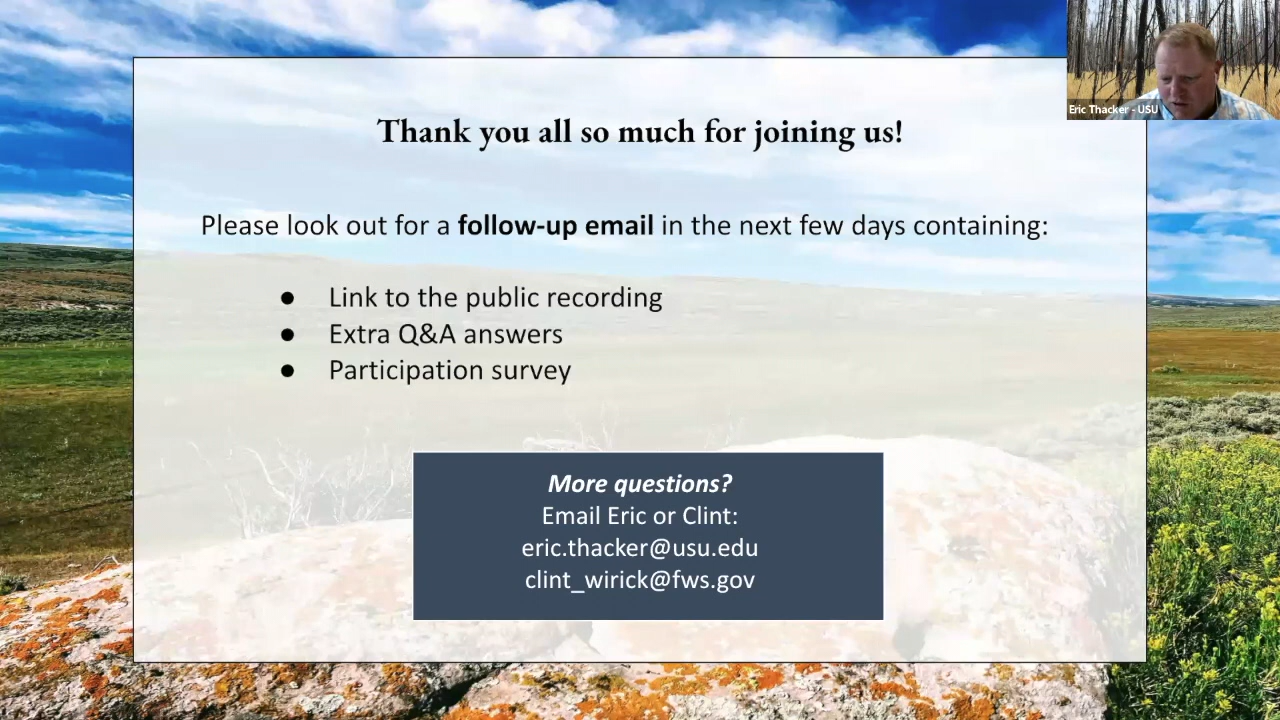 Thank you all so much for joining us!
Eric Thacker - USU
Please look out for a follow-up email in the next few days containing:
● Link to the public recording
● Extra Q&A answers
● Participation survey
More questions?
Email Eric or Clint:
eric.thacker@usu.edu
clint_wirick@fws.gov